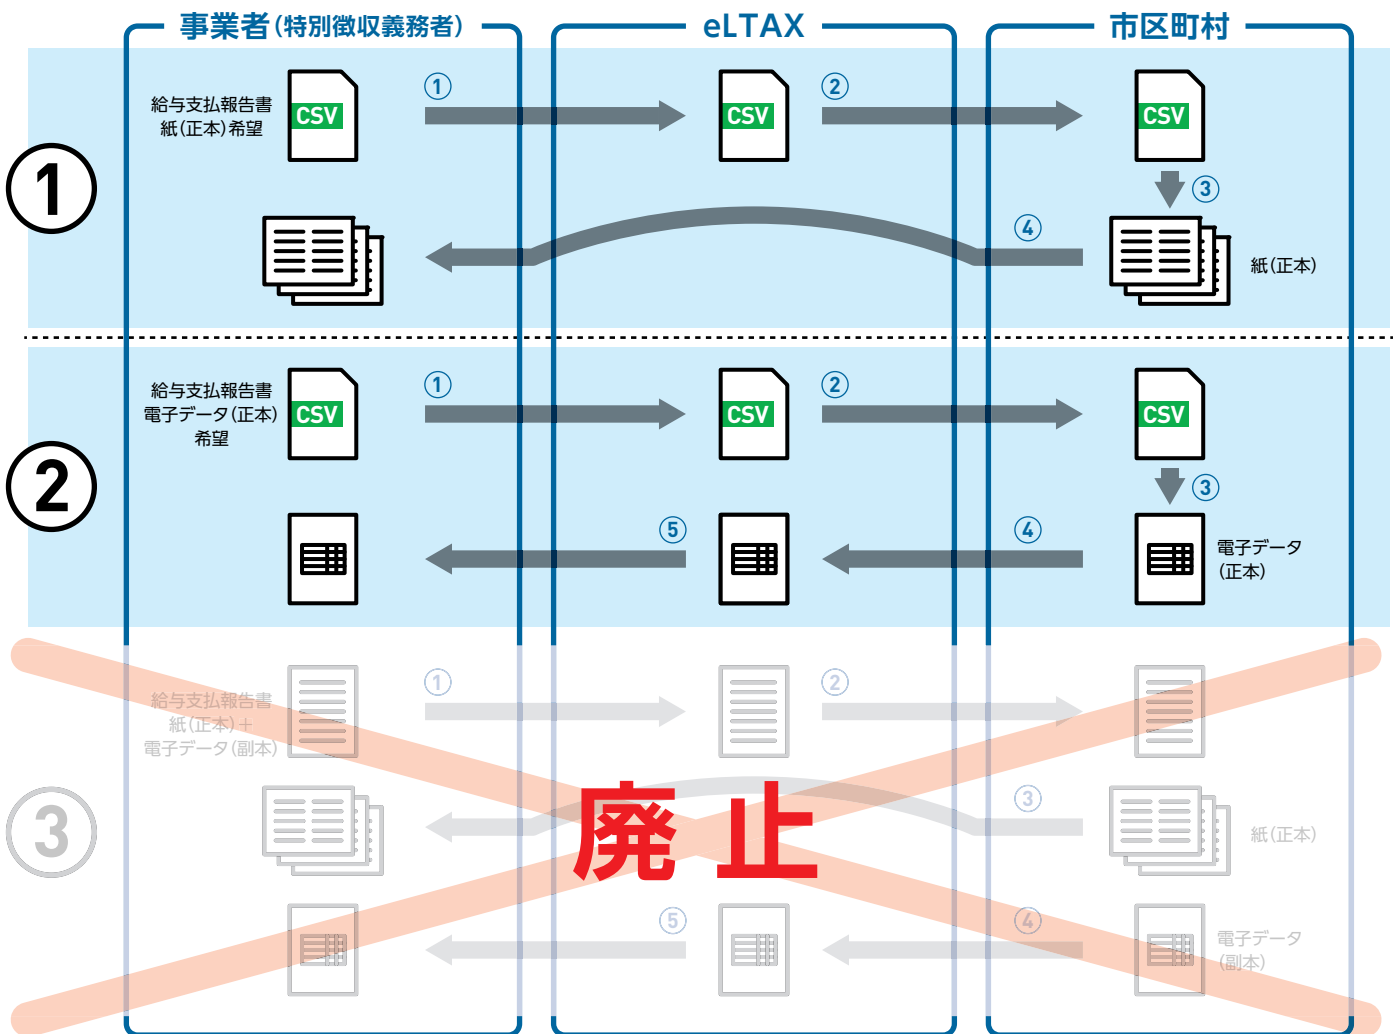 事業者(特別徴収義務者)
eLTAX
市区町村
①
給与支払報告書
紙(正本)希望
CSV
①
CSV
②
CSV
③
④
紙(正本)
②
給与支払報告書
電子データ(正本)
希望
CSV
①
CSV
②
CSV
③
⑤
④
電子データ
(正本)
③
給与支払報告書
紙(正本)+
電子データ(副本)
①
②
廃止
③
紙(正本)
⑤
④
電子データ
(副本)